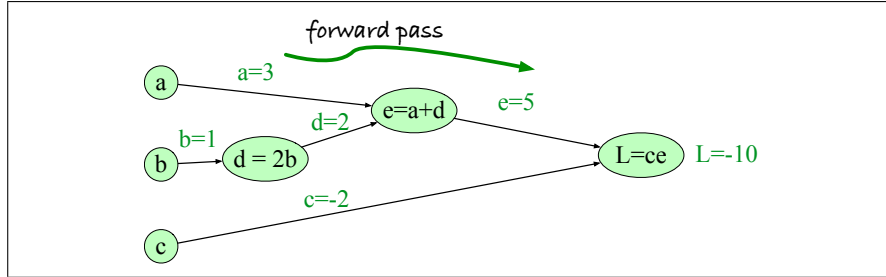 forward pass
a
a=3
e=a+d
e=5
b
b=1
d = 2b
d=2
L=ce
L=-10
c
c=-2